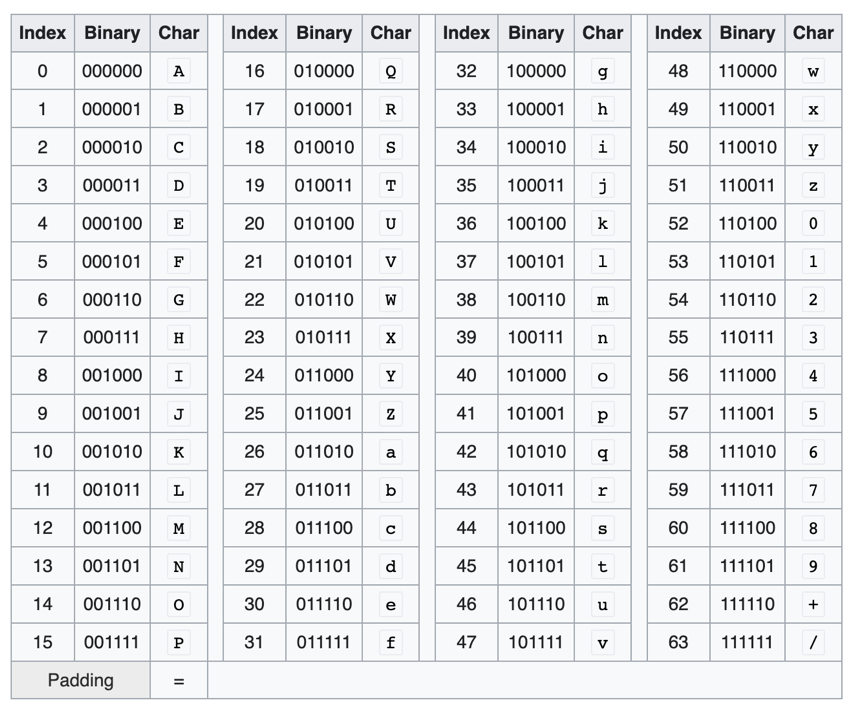 Index Binary Char Index Binary Char Index Binary Char Index Binary Char
0 000000 A 16 010000 Q 32 100000 g 48 110000 w
1 000001 B 17 010001 R 33 100001 h 49 110001 x
2 000010 C 18 010010 S 34 100010 i 50 110010 y
3 000011 D 19 010011 T 35 100011 j 51 110011 z
4 000100 E 20 010100 U 36 100100 k 52 110100 0
5 000101 F 21 010101 V 37 100101 l 53 110101 1
6 000110 G 22 010110 W 38 100110 m 54 110110 2
7 000111 H 23 010111 X 39 100111 n 55 110111 3
8 001000 I 24 011000 Y 40 101000 o 56 111000 4
9 001001 J 25 011001 Z 41 101001 p 57 111001 5
10 001010 K 26 011010 a 42 101010 q 58 111010 6
11 001011 L 27 011011 b 43 101011 r 59 111011 7
12 001100 M 28 011100 c 44 101100 s 60 111100 8
13 001101 N 29 011101 d 45 101101 t 61 111101 9
14 001110 O 30 011110 e 46 101110 u 62 111110 +
15 001111 P 31 011111 f 47 101111 v 63 111111 /
Padding =